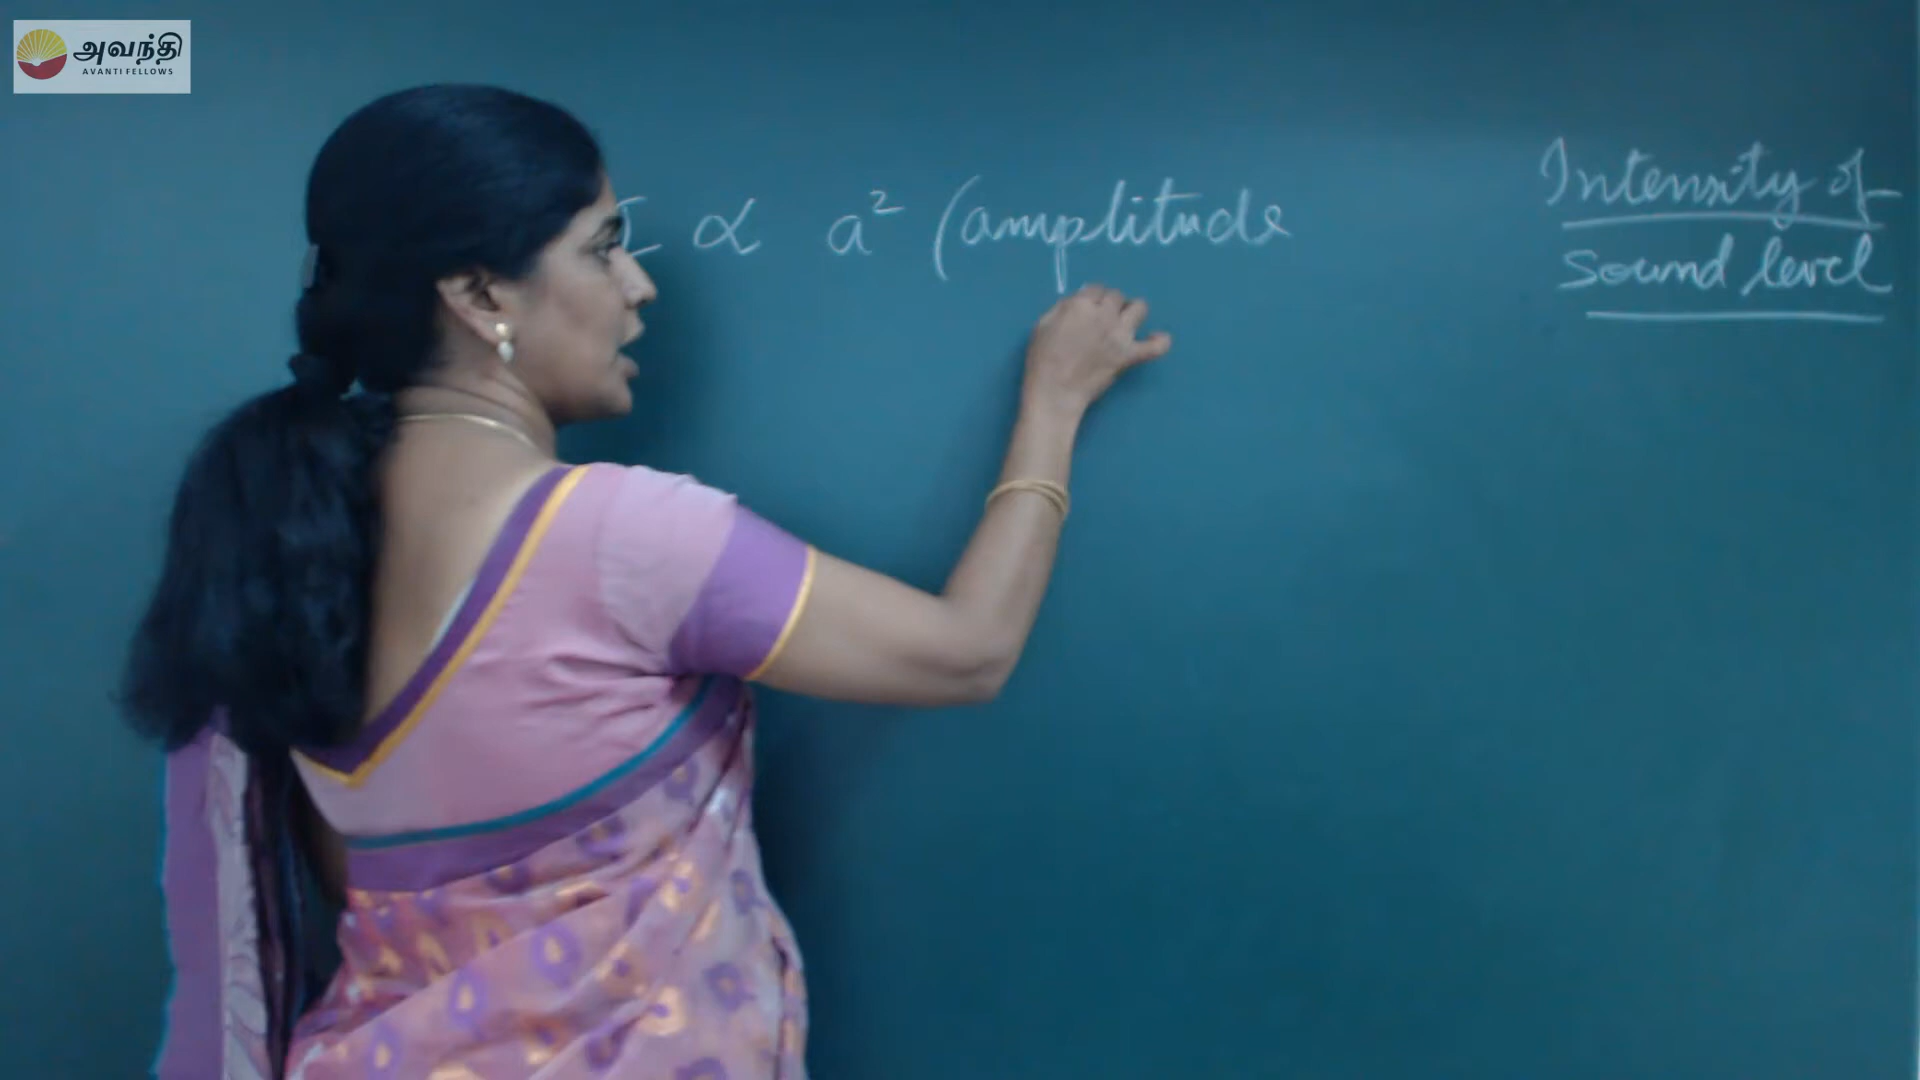 அவந்தி
AVANTI FELLOWS
I ∝ a² (amplitude
Intensity of
Sound level